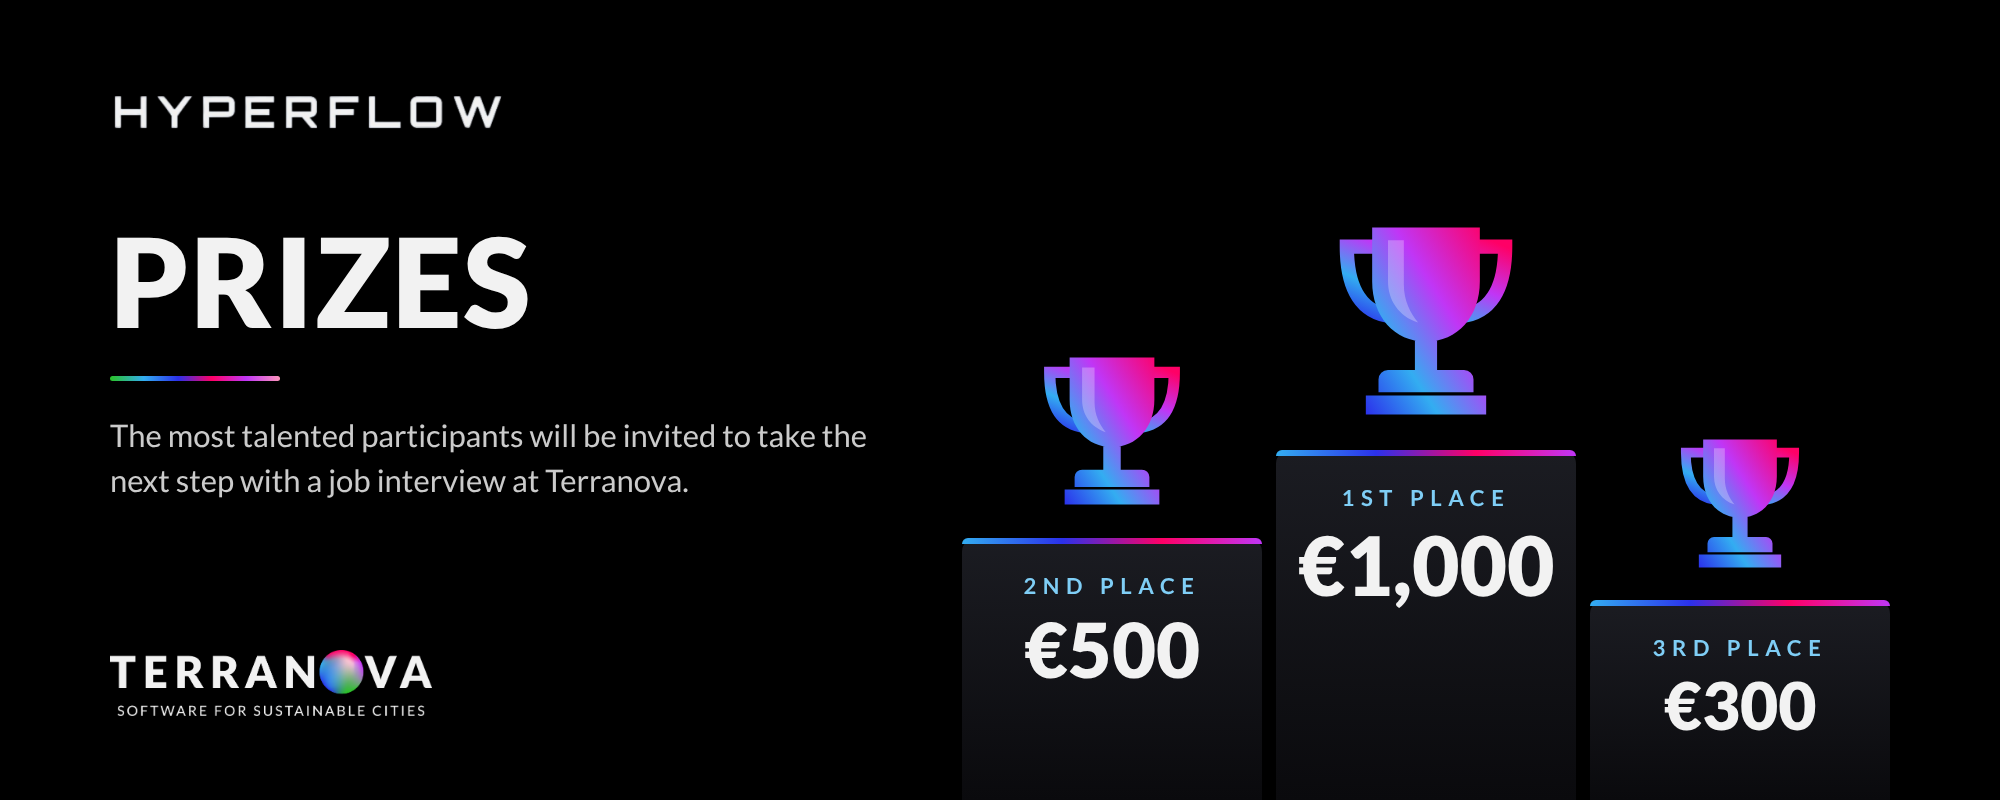 HYPERFLOW
PRIZES
The most talented participants will be invited to take the
next step with a job interview at Terranova.
TERRANOVA
SOFTWARE FOR SUSTAINABLE CITIES
2ND PLACE
€500
1ST PLACE
€1,000
3RD PLACE
€300